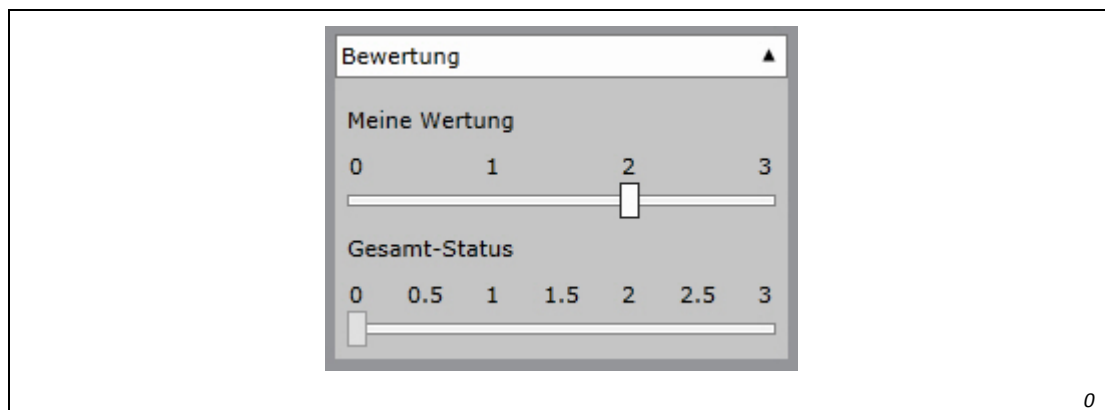 Bewertung ▲
Meine Wertung
0 1 2 3
Gesamt-Status
0 0.5 1 1.5 2 2.5 3
0